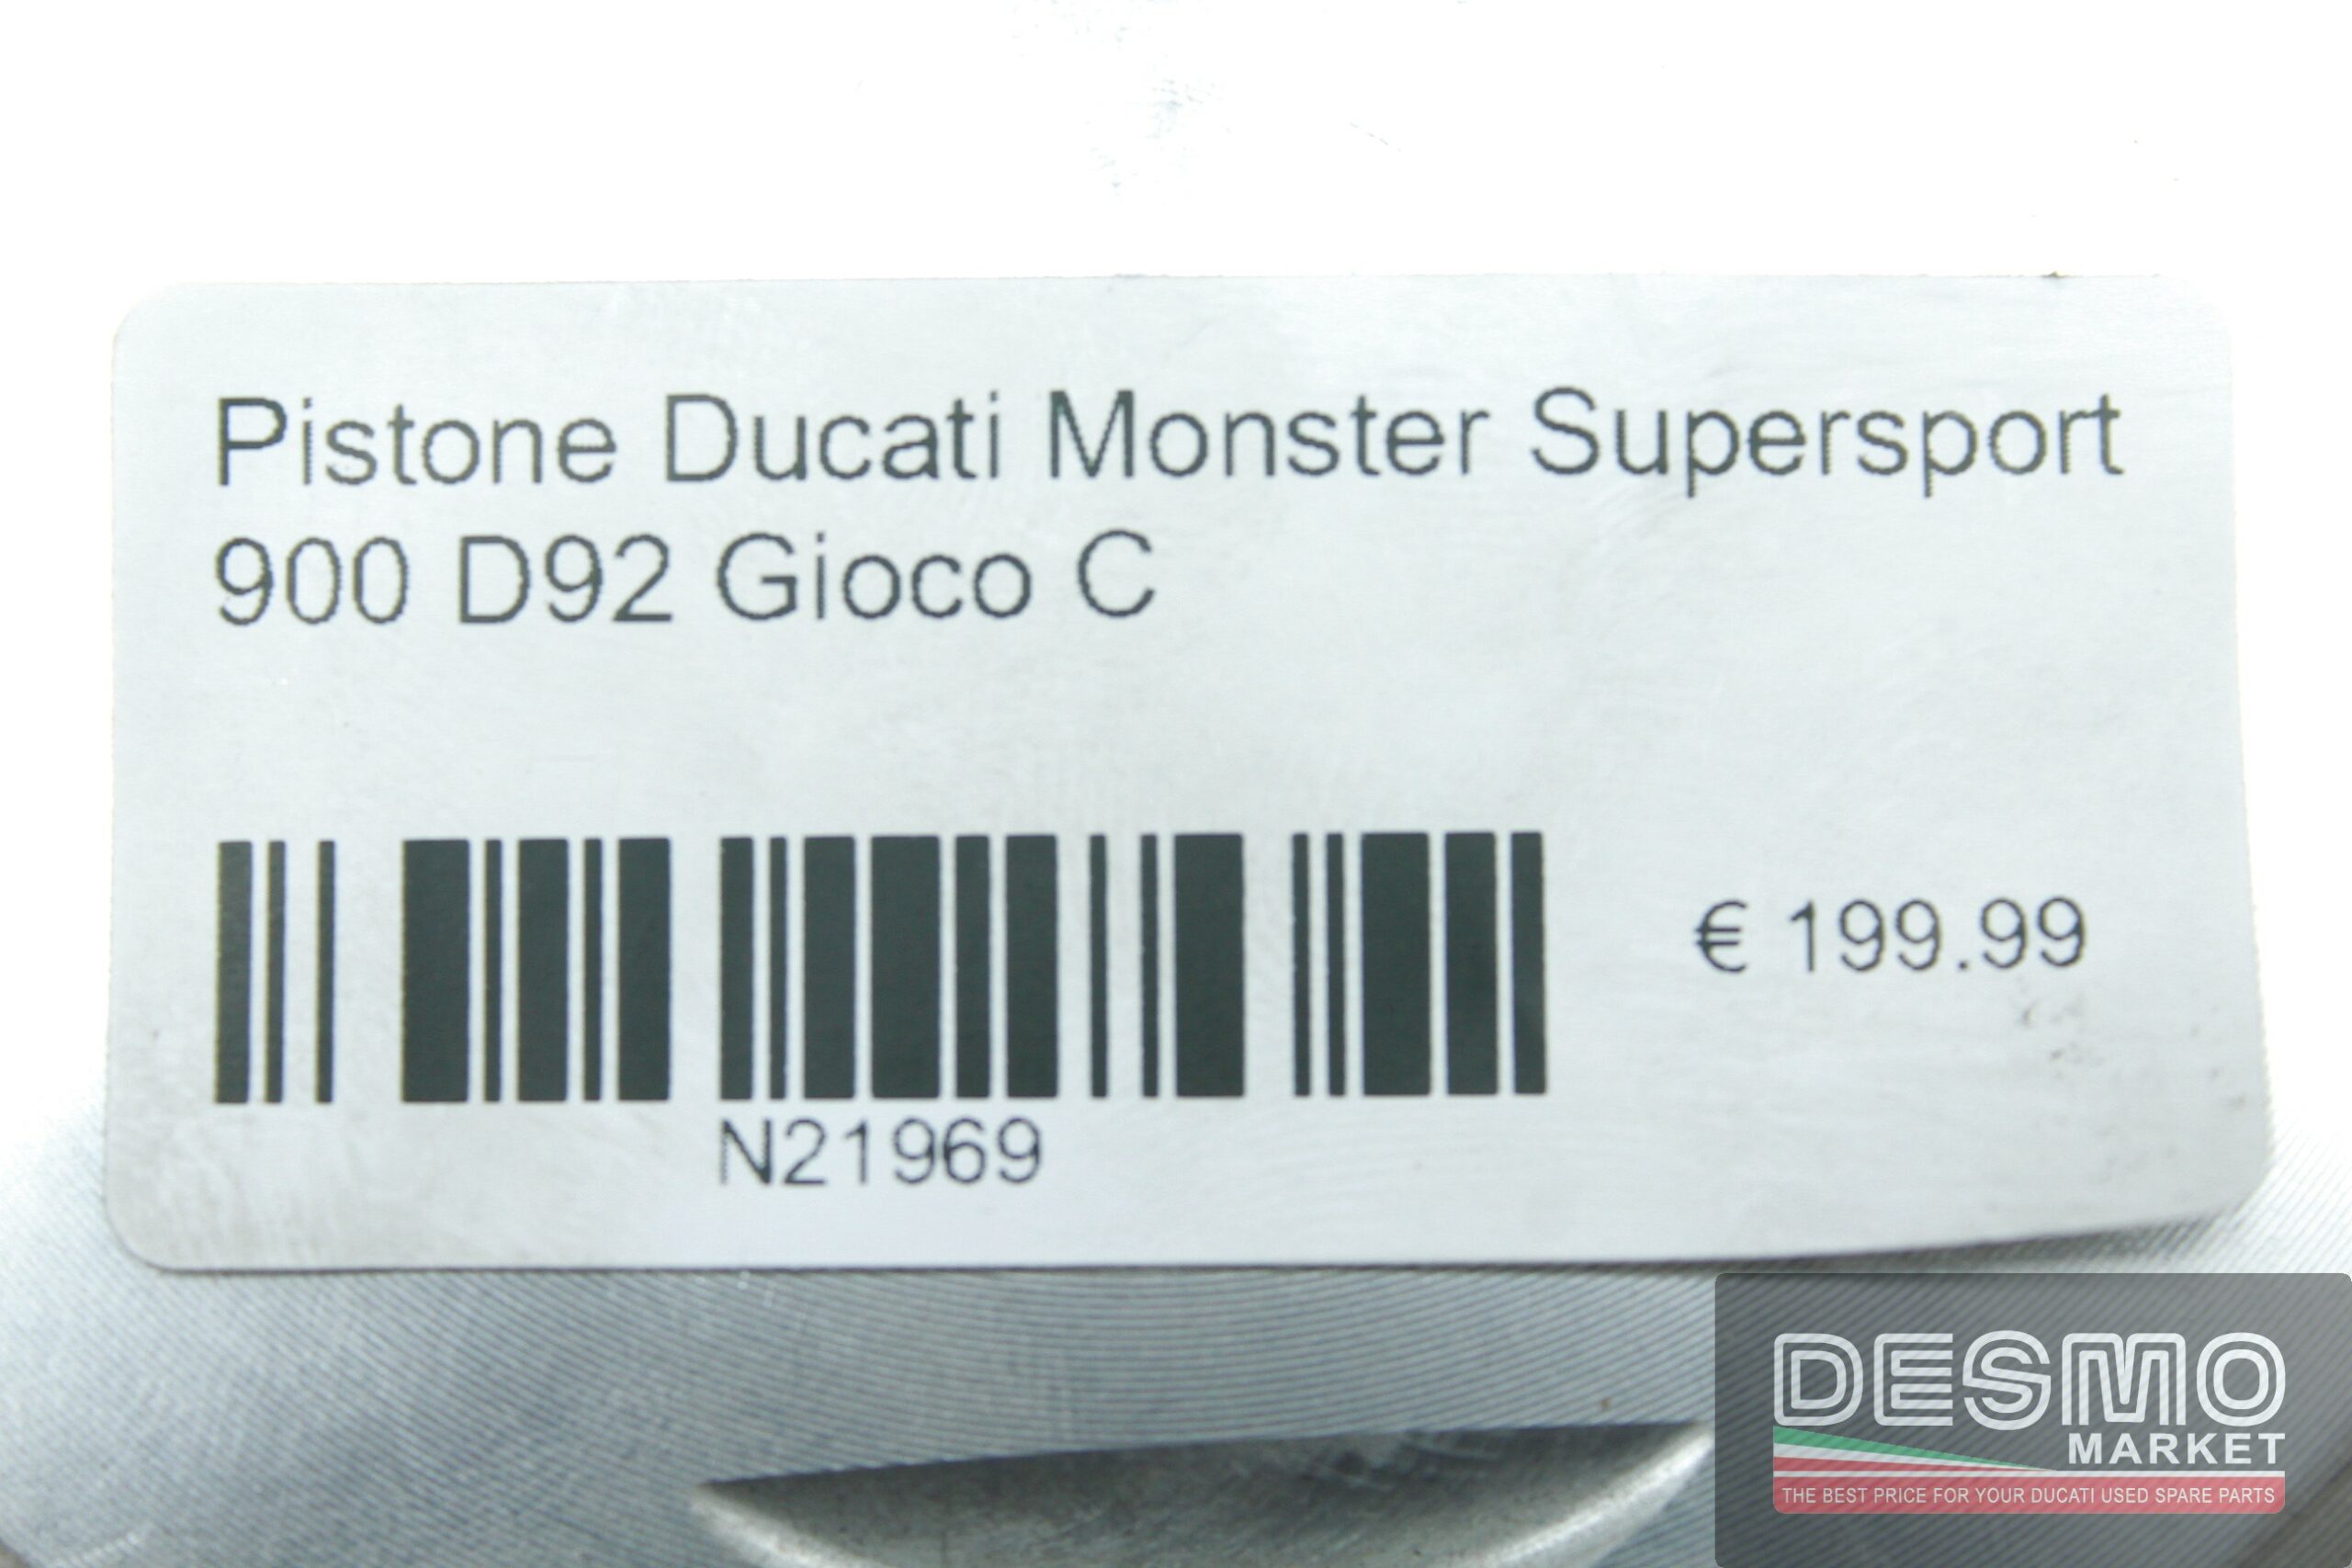 Pistone Ducati Monster Supersport
900 D92 Gioco C
€ 199.99
N21969
DESMO
MARKET
THE BEST PRICE FOR YOUR DUCATI USED SPARE PARTS